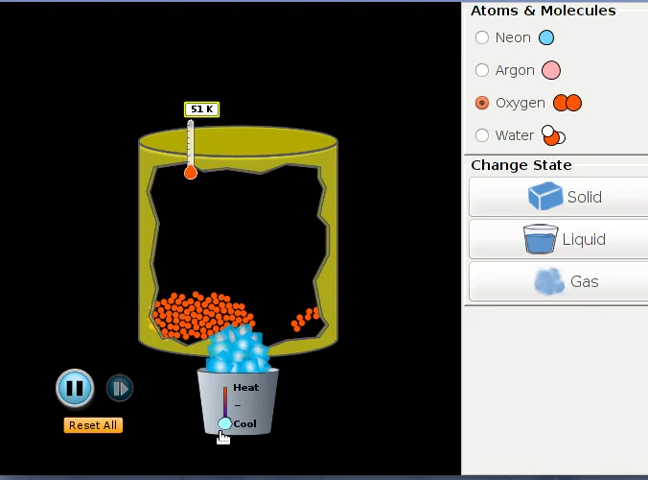 Atoms & Molecules
Neon
Argon
Oxygen
Water
Change State
Solid
Liquid
Gas
51 K
Heat
Cool
Reset All